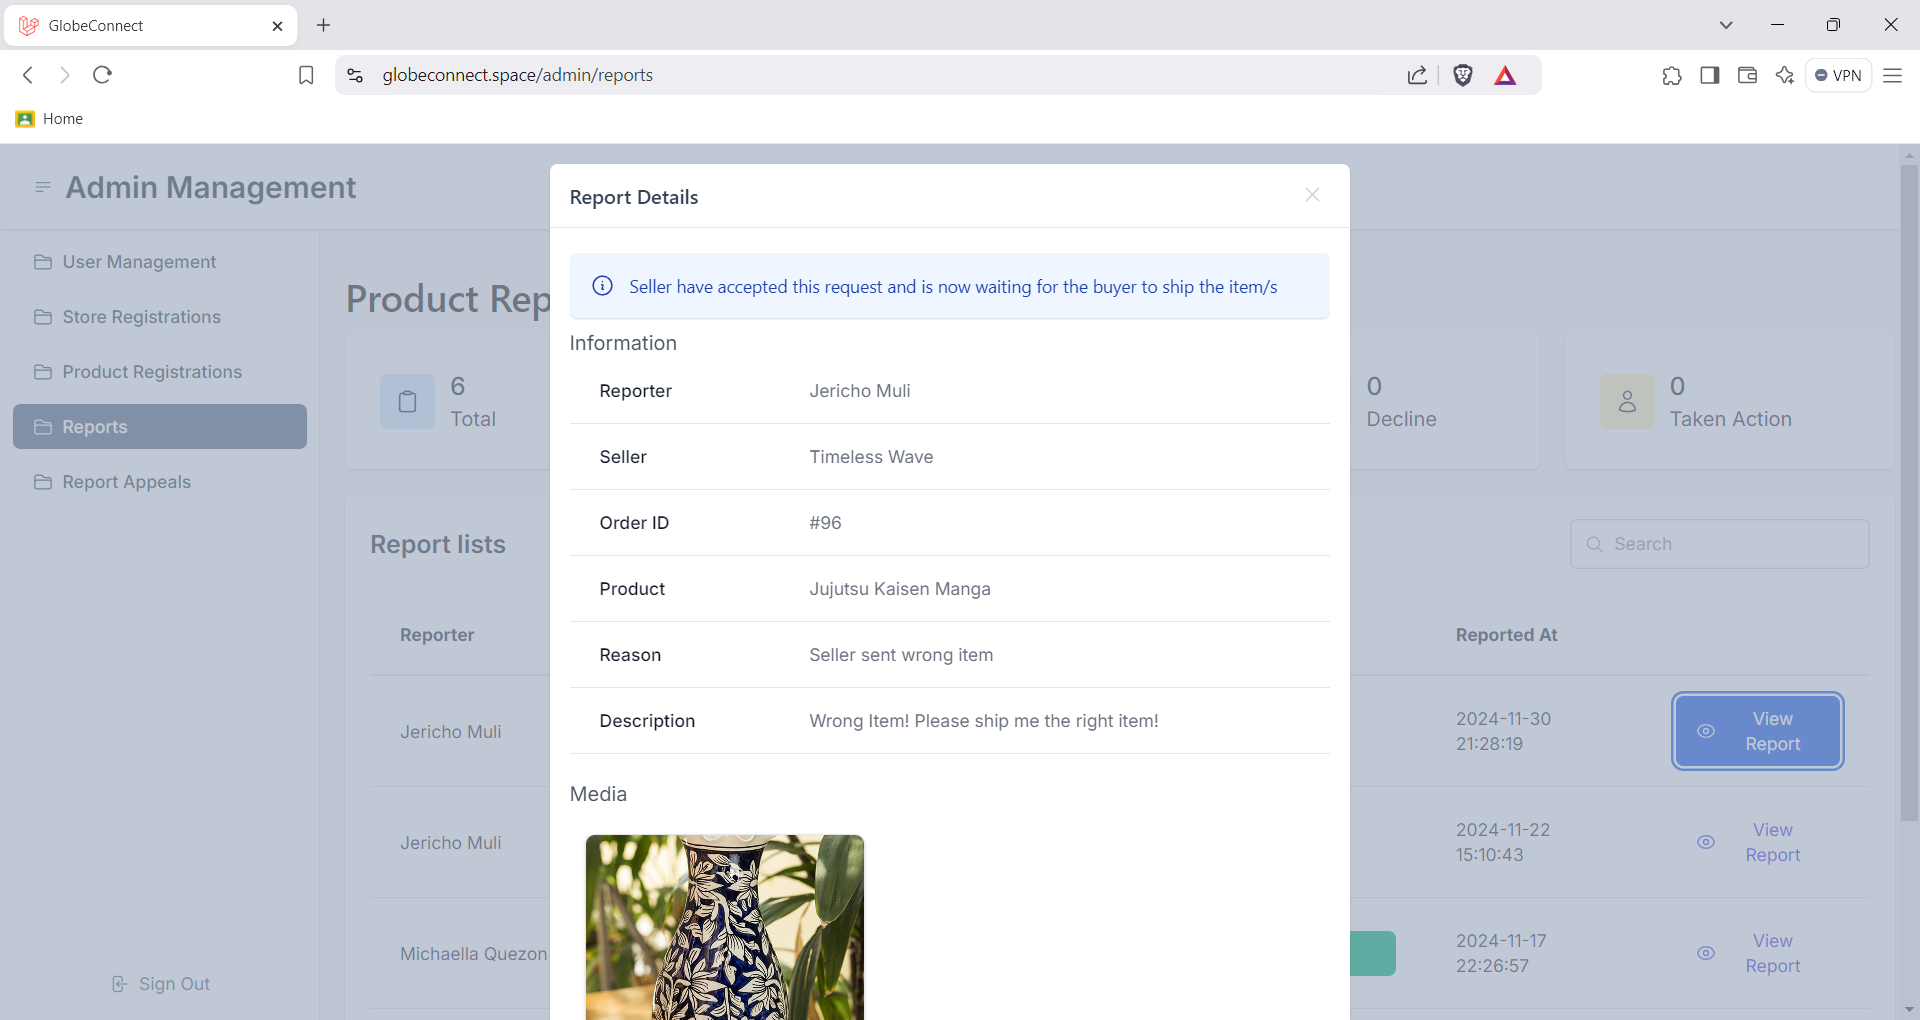 GlobeConnect
globeconnect.space/admin/reports
VPN
Home
Admin Management
User Management
Store Registrations
Product Registrations
Reports
Report Appeals
Sign Out
Product Rep
6
Total
0
Decline
0
Taken Action
Report lists
Search
Reporter
Reported At
Jericho Muli
2024-11-30
21:28:19
View
Report
Jericho Muli
2024-11-22
15:10:43
View
Report
Michaella Quezon
2024-11-17
22:26:57
View
Report
Report Details
Seller have accepted this request and is now waiting for the buyer to ship the item/s
Information
Reporter Jericho Muli
Seller Timeless Wave
Order ID #96
Product Jujutsu Kaisen Manga
Reason Seller sent wrong item
Description Wrong Item! Please ship me the right item!
Media